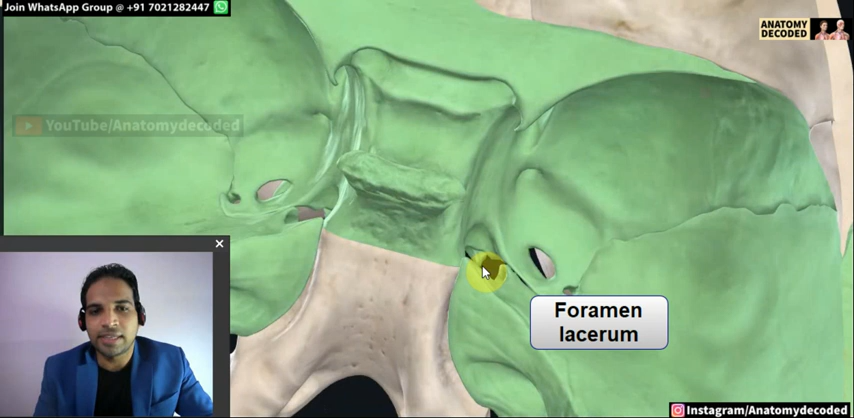 Join WhatsApp Group @ +91 7021282447
ANATOMY
DECODED
YouTube/Anatomydecoded
Foramen
lacerum
Instagram/Anatomydecoded